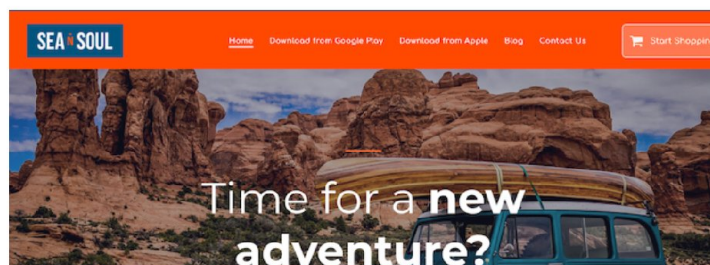 SEA N SOUL
Home Download from Google Play Download from Apple Blog Contact Us Start Shoppin
Time for a new
adventure?